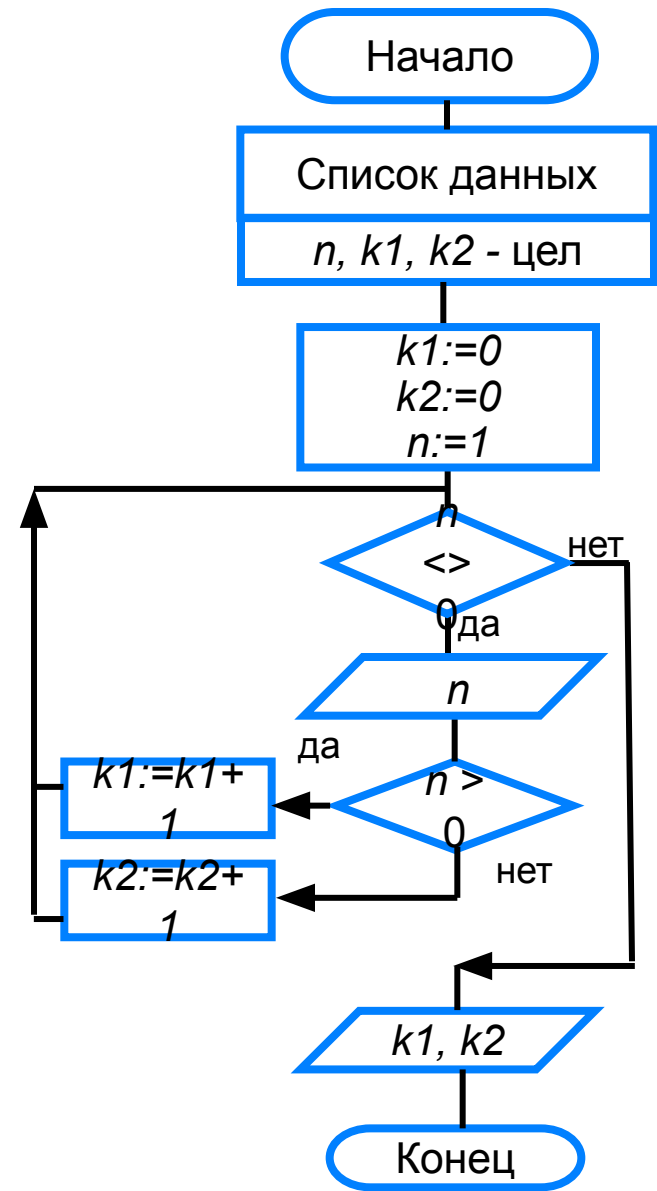 Начало
Список данных
n, k1, k2 - цел
k1:=0
k2:=0
n:=1
n
<>
0
нет
да
n
да
n >
0
k1:=k1+
1
нет
k2:=k2+
1
k1, k2
Конец